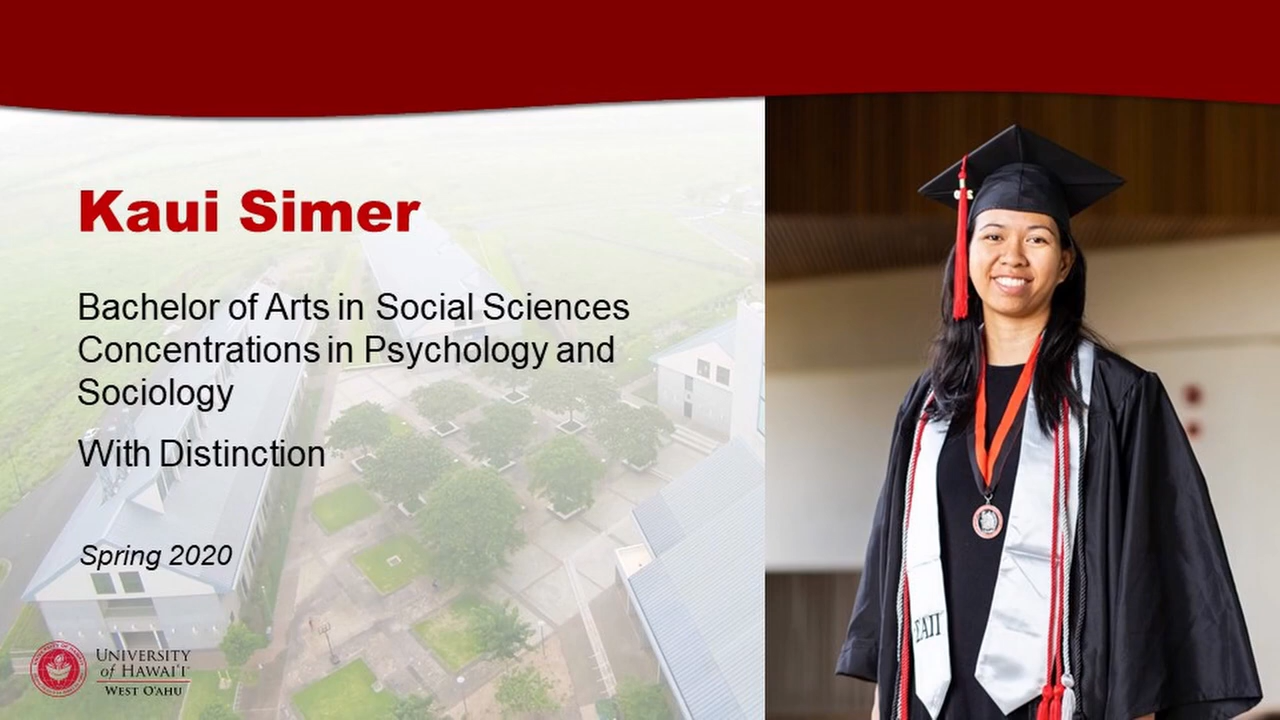 Kaui Simer
Bachelor of Arts in Social Sciences
Concentrations in Psychology and
Sociology
With Distinction
Spring 2020
UNIVERSITY
of HAWAI‘I
WEST O‘AHU
ΣΑΠ